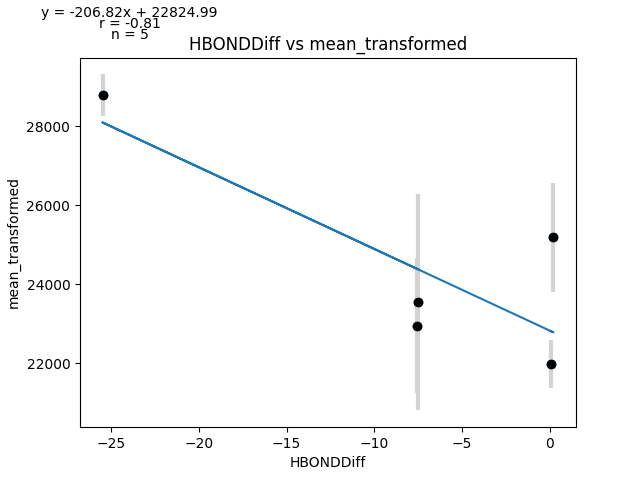 y = -206.82x + 22824.99
r = -0.81
n = 5
HBONDDiff vs mean_transformed
28000
26000
24000
22000
mean_transformed
−25
−20
−15
−10
−5
0
HBONDDiff